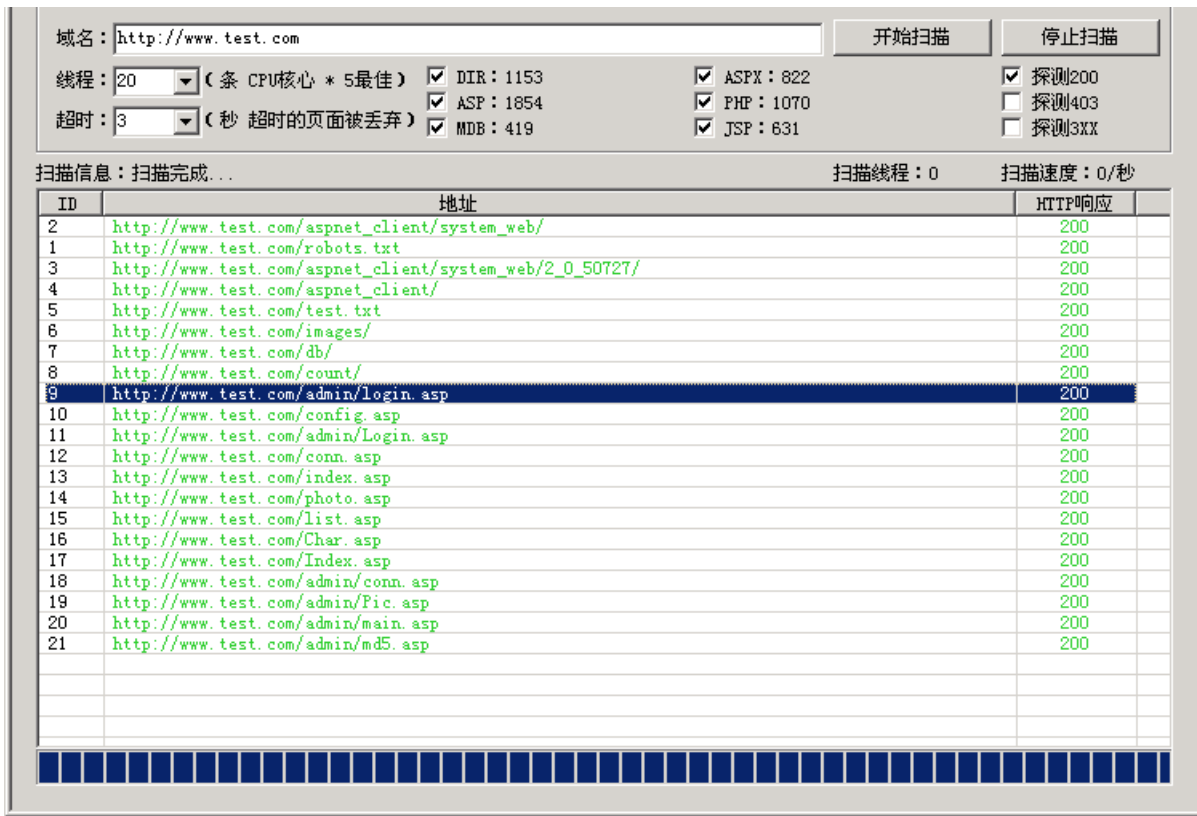 域名：http://www.test.com 开始扫描 停止扫描
线程：20 (条 CPU核心 * 5最佳) DIR：1153 ASPX：822 探测200
ASP：1854 PHP：1070 探测403
超时：3 (秒 超时的页面被丢弃) MDB：419 JSP：631 探测3XX
扫描信息：扫描完成... 扫描线程：0 扫描速度：0/秒
ID 地址 HTTP响应
2 http://www.test.com/aspnet_client/system_web/ 200
1 http://www.test.com/robots.txt 200
3 http://www.test.com/aspnet_client/system_web/2_0_50727/ 200
4 http://www.test.com/aspnet_client/ 200
5 http://www.test.com/test.txt 200
6 http://www.test.com/images/ 200
7 http://www.test.com/db/ 200
8 http://www.test.com/count/ 200
9 http://www.test.com/admin/login.asp 200
10 http://www.test.com/config.asp 200
11 http://www.test.com/admin/Login.asp 200
12 http://www.test.com/conn.asp 200
13 http://www.test.com/index.asp 200
14 http://www.test.com/photo.asp 200
15 http://www.test.com/list.asp 200
16 http://www.test.com/Char.asp 200
17 http://www.test.com/Index.asp 200
18 http://www.test.com/admin/conn.asp 200
19 http://www.test.com/admin/Pic.asp 200
20 http://www.test.com/admin/main.asp 200
21 http://www.test.com/admin/md5.asp 200